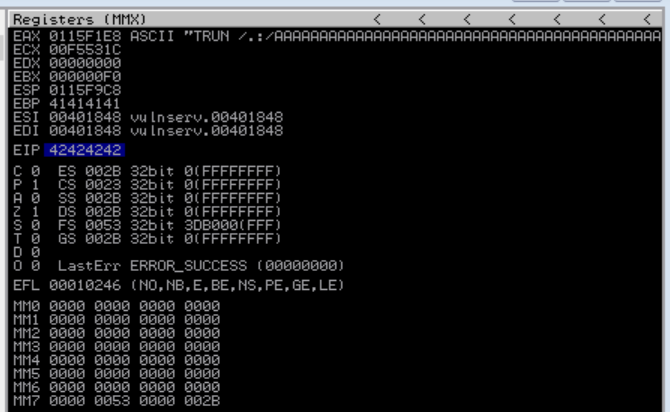 Registers (MMX) < < < < < < <
EAX 0115F1E8 ASCII "TRUN /.:/AAAAAAAAAAAAAAAAAAAAAAAAAAAAAAAAAAAAAAAAAAA
ECX 00F5531C
EDX 00000000
EBX 000000F0
ESP 0115F9C8
EBP 41414141
ESI 00401848 vulnserv.00401848
EDI 00401848 vulnserv.00401848
EIP 42424242
C 0 ES 002B 32bit 0(FFFFFFFF)
P 1 CS 0023 32bit 0(FFFFFFFF)
A 0 SS 002B 32bit 0(FFFFFFFF)
Z 1 DS 002B 32bit 0(FFFFFFFF)
S 0 FS 0053 32bit 3DB000(FFF)
T 0 GS 002B 32bit 0(FFFFFFFF)
D 0
O 0 LastErr ERROR_SUCCESS (00000000)
EFL 00010246 (NO,NB,E,BE,NS,PE,GE,LE)
MM0 0000 0000 0000 0000
MM1 0000 0000 0000 0000
MM2 0000 0000 0000 0000
MM3 0000 0000 0000 0000
MM4 0000 0000 0000 0000
MM5 0000 0000 0000 0000
MM6 0000 0000 0000 0000
MM7 0000 0053 0000 002B